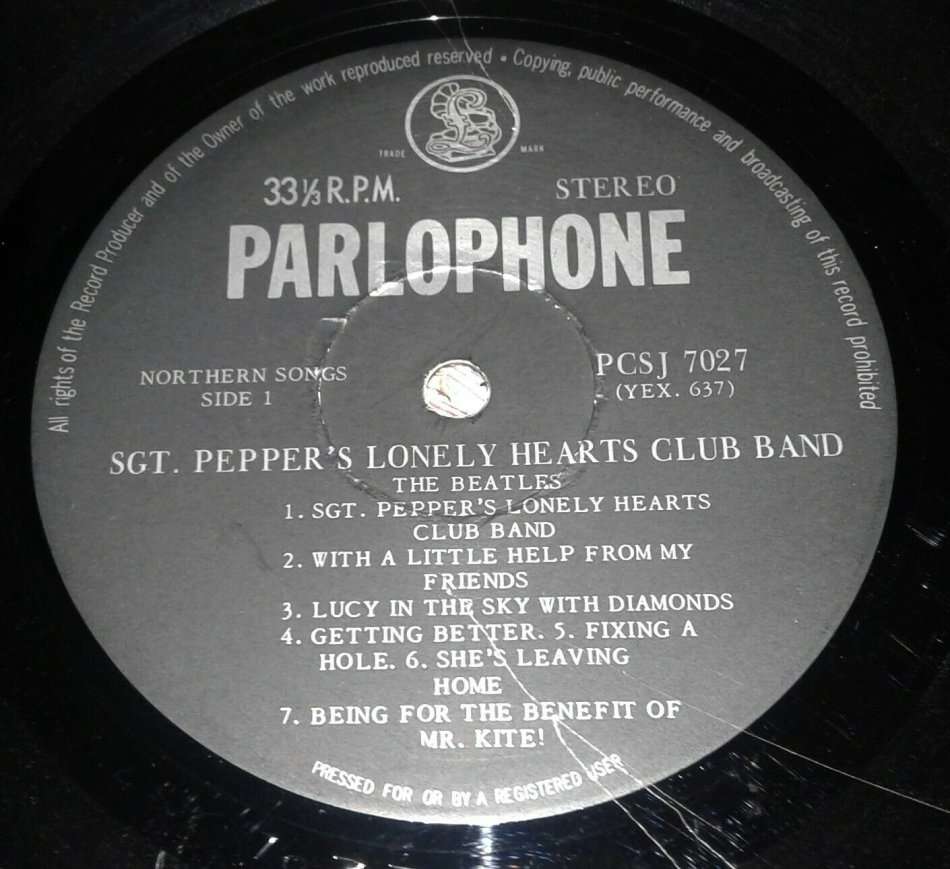 All rights of the Record Producer and of the Owner of the work reproduced reserved • Copying, public performance and broadcasting of this record prohibited
TRADE MARK
33⅓ R.P.M. STEREO
PARLOPHONE
NORTHERN SONGS
SIDE 1
PCSJ 7027
(YEX. 637)
SGT. PEPPER'S LONELY HEARTS CLUB BAND
THE BEATLES
1. SGT. PEPPER'S LONELY HEARTS
CLUB BAND
2. WITH A LITTLE HELP FROM MY
FRIENDS
3. LUCY IN THE SKY WITH DIAMONDS
4. GETTING BETTER. 5. FIXING A
HOLE. 6. SHE'S LEAVING
HOME
7. BEING FOR THE BENEFIT OF
MR. KITE!
PRESSED FOR OR BY A REGISTERED USER